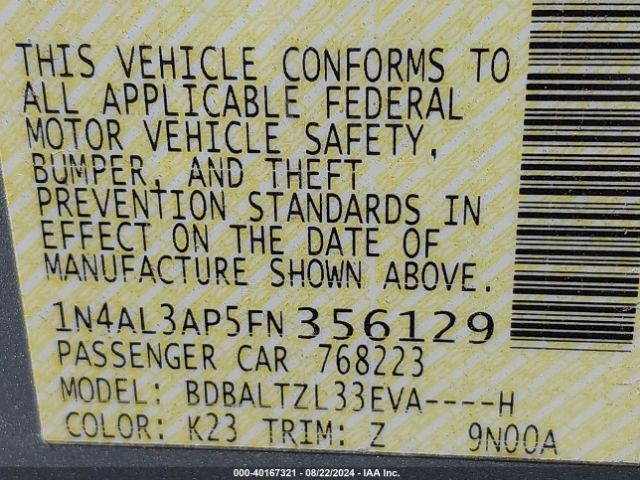 THIS VEHICLE CONFORMS TO
ALL APPLICABLE FEDERAL
MOTOR VEHICLE SAFETY,
BUMPER, AND THEFT
PREVENTION STANDARDS IN
EFFECT ON THE DATE OF
MANUFACTURE SHOWN ABOVE.
1N4AL3AP5FN356129
PASSENGER CAR 768223
MODEL: BDBALTZL33EVA----H
COLOR: K23 TRIM: Z 9N00A
000-40167321 - 08/22/2024 - IAA Inc.